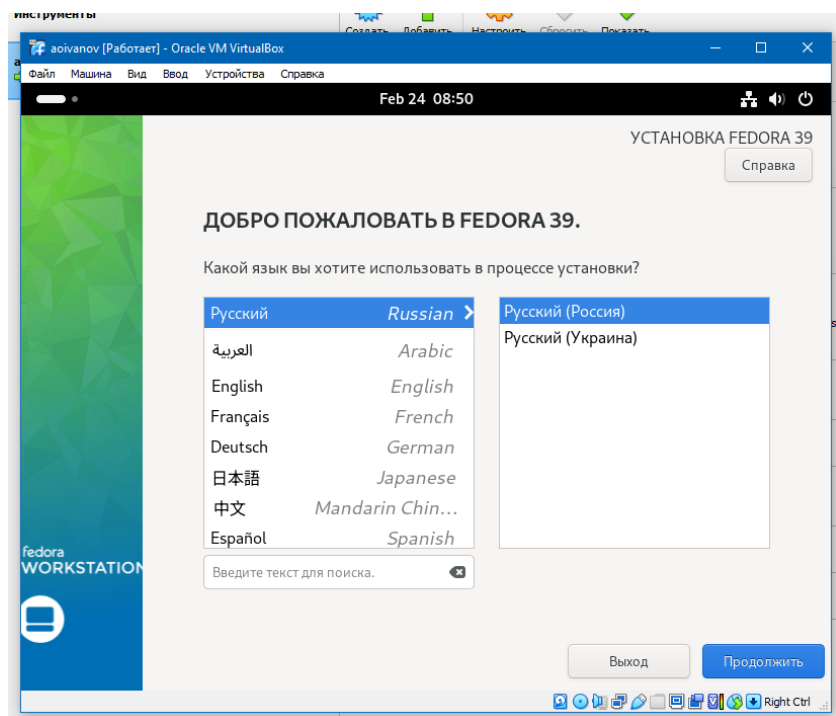 Инструменты
Создать Добавить Настроить Сбросить Показать
aoivanov [Работает] - Oracle VM VirtualBox
Файл Машина Вид Ввод Устройства Справка
Feb 24 08:50
УСТАНОВКА FEDORA 39
Справка
ДОБРО ПОЖАЛОВАТЬ В FEDORA 39.
Какой язык вы хотите использовать в процессе установки?
Русский Russian
Русский (Россия)
Русский (Украина)
العربية Arabic
English English
Français French
Deutsch German
日本語 Japanese
中文 Mandarin Chin...
Español Spanish
Введите текст для поиска.
fedora
WORKSTATION
Выход Продолжить
Right Ctrl